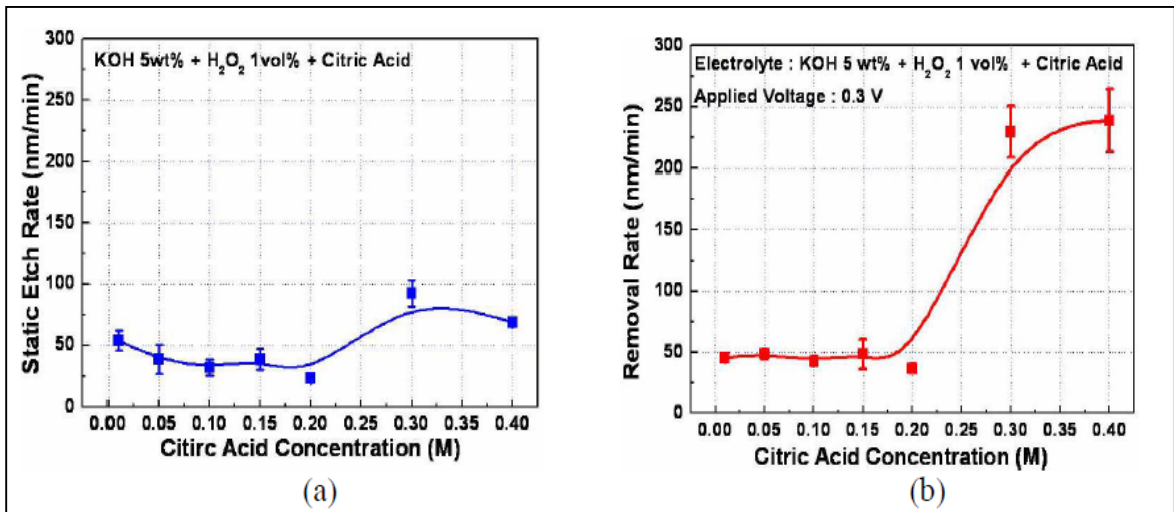 300
250
200
150
100
50
0
Static Etch Rate (nm/min)
KOH 5wt% + H₂O₂ 1vol% + Citric Acid
0.00 0.05 0.10 0.15 0.20 0.25 0.30 0.35 0.40
Citirc Acid Concentration (M)
(a)
300
250
200
150
100
50
0
Removal Rate (nm/min)
Electrolyte : KOH 5 wt% + H₂O₂ 1 vol% + Citric Acid
Applied Voltage : 0.3 V
0.00 0.05 0.10 0.15 0.20 0.25 0.30 0.35 0.40
Citric Acid Concentration (M)
(b)